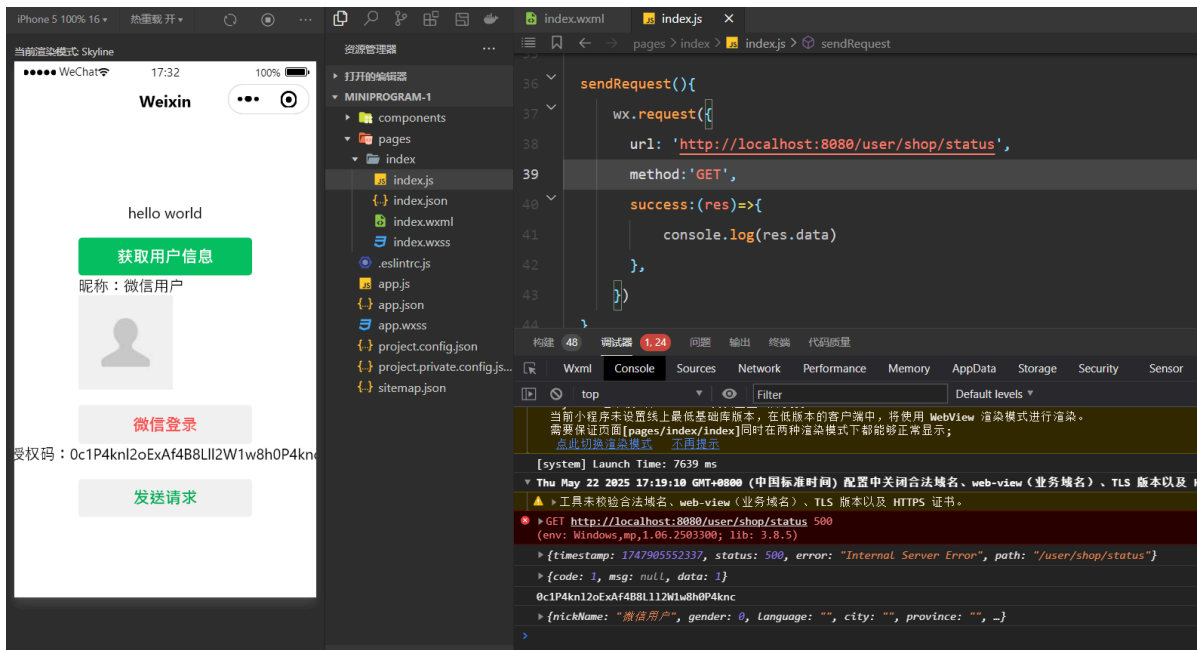 iPhone 5 100% 16 热重载 开
当前渲染模式: Skyline
WeChat 17:32 100%
Weixin
hello world
获取用户信息
昵称：微信用户
微信登录
授权码：0c1P4knl2oExAf4B8Lll2W1w8h0P4knc
发送请求
资源管理器 ...
打开的编辑器
MINIPROGRAM-1
components
pages
index
index.js
index.json
index.wxml
index.wxss
.eslintrc.js
app.js
app.json
app.wxss
project.config.json
project.private.config.js...
sitemap.json
index.wxml index.js
pages > index > index.js > sendRequest
35
36 sendRequest(){
37 wx.request({
38 url: 'http://localhost:8080/user/shop/status',
39 method:'GET',
40 success:(res)=>{
41 console.log(res.data)
42 },
43 })
44 }
构建 48 调试器 1, 24 问题 输出 终端 代码质量
Wxml Console Sources Network Performance Memory AppData Storage Security Sensor
top Filter Default levels
当前小程序未设置线上最低基础库版本，在低版本的客户端中，将使用 WebView 渲染模式进行渲染。
需要保证页面[pages/index/index]同时在两种渲染模式下都能够正常显示;
点此切换渲染模式 不再提示
[system] Launch Time: 7639 ms
Thu May 22 2025 17:19:10 GMT+0800 (中国标准时间) 配置中关闭合法域名、web-view（业务域名）、TLS 版本以及 H
工具未校验合法域名、web-view（业务域名）、TLS 版本以及 HTTPS 证书。
GET http://localhost:8080/user/shop/status 500
(env: Windows,mp,1.06.2503300; lib: 3.8.5)
{timestamp: 1747905552337, status: 500, error: "Internal Server Error", path: "/user/shop/status"}
{code: 1, msg: null, data: 1}
0c1P4knl2oExAf4B8Lll2W1w8h0P4knc
{nickName: "微信用户", gender: 0, language: "", city: "", province: "", …}